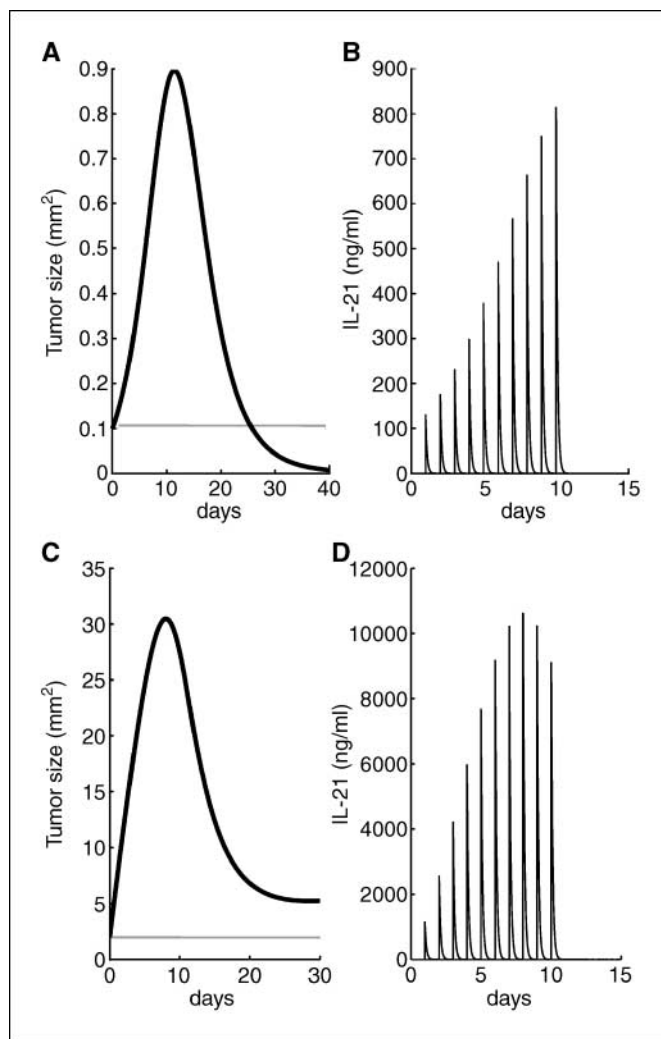 A
B
Tumor size (mm²)
0.9
0.8
0.7
0.6
0.5
0.4
0.3
0.2
0.1
0
0 10 20 30 40
days
IL-21 (ng/ml)
900
800
700
600
500
400
300
200
100
0
0 5 10 15
days
C
D
Tumor size (mm²)
35
30
25
20
15
10
5
0
0 10 20 30
days
IL-21 (ng/ml)
12000
10000
8000
6000
4000
2000
0
0 5 10 15
days